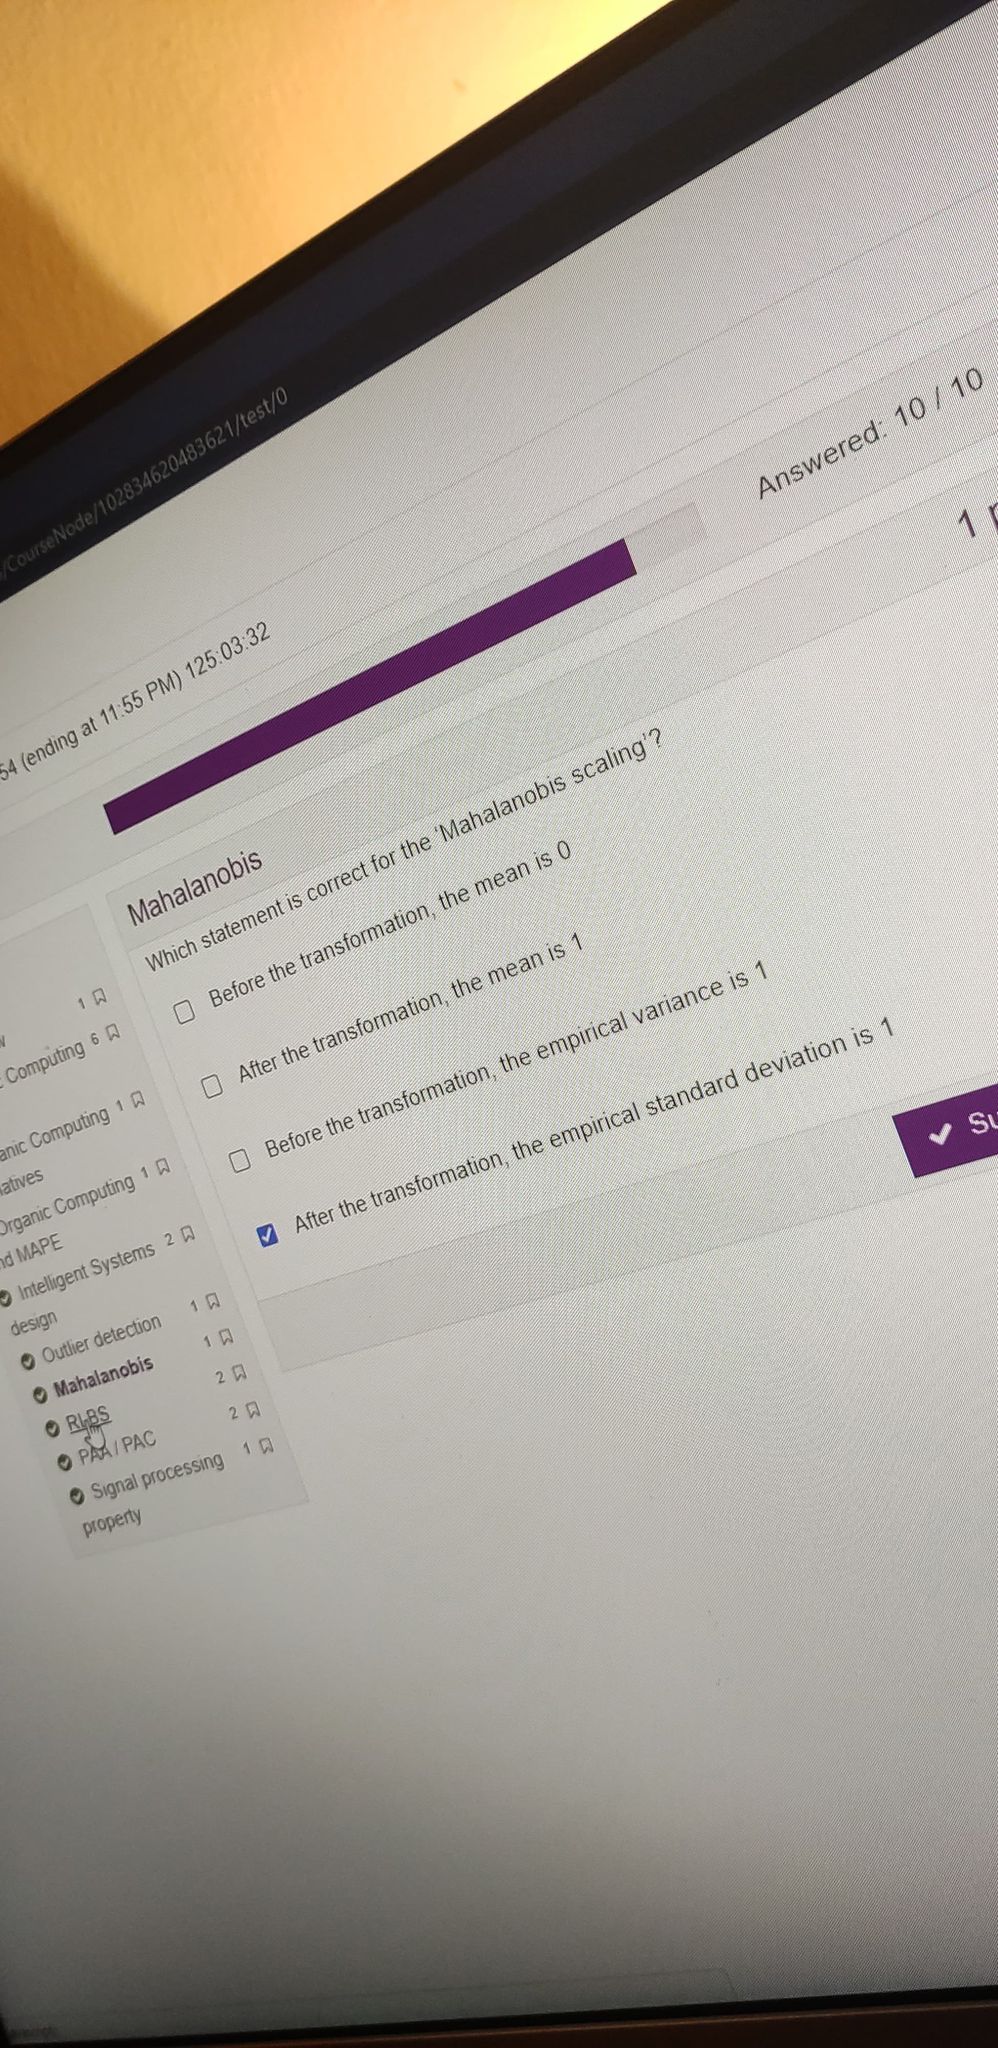 /CourseNode/102834620483621/test/0
54 (ending at 11:55 PM) 125:03:32
Answered: 10 / 10
1
Mahalanobis
Which statement is correct for the 'Mahalanobis scaling'?
Before the transformation, the mean is 0
After the transformation, the mean is 1
Before the transformation, the empirical variance is 1
After the transformation, the empirical standard deviation is 1
Su
1
Computing 6
anic Computing 1
atives
Organic Computing 1
nd MAPE
Intelligent Systems 2
design
Outlier detection 1
Mahalanobis 1
RLBS 2
PAA / PAC 2
Signal processing 1
property